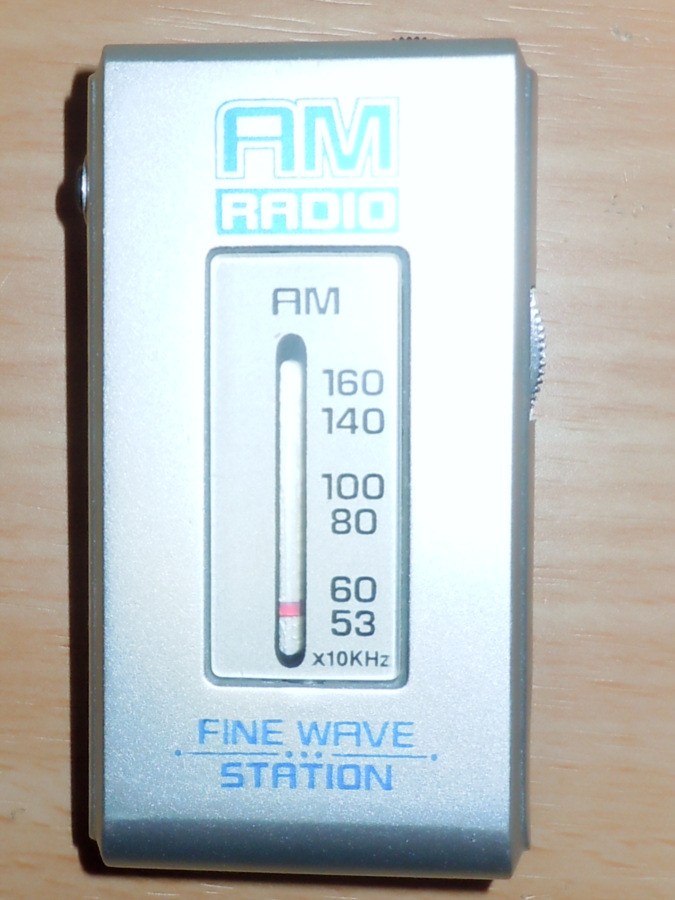 AM
RADIO
AM
160
140
100
80
60
53
x10KHz
FINE WAVE
STATION